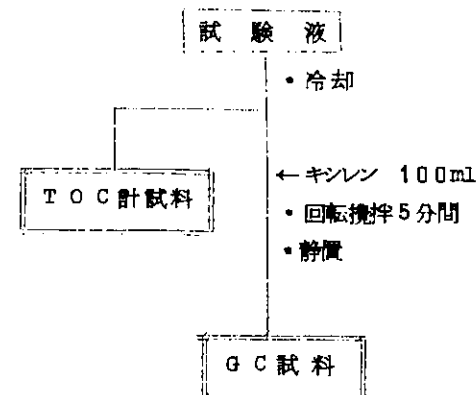 試験液
・冷却
←キシレン 100ml
TOC計試料
・回転攪拌5分間
・静置
GC試料